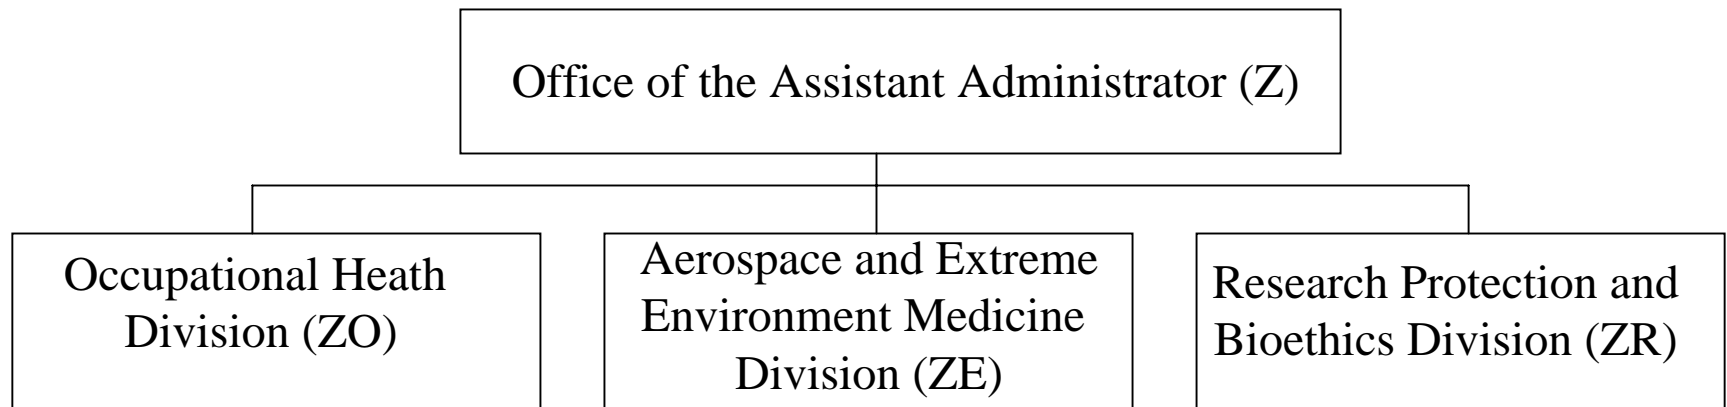 Office of the Assistant Administrator (Z)
Occupational Heath
Division (ZO)
Aerospace and Extreme
Environment Medicine
Division (ZE)
Research Protection and
Bioethics Division (ZR)